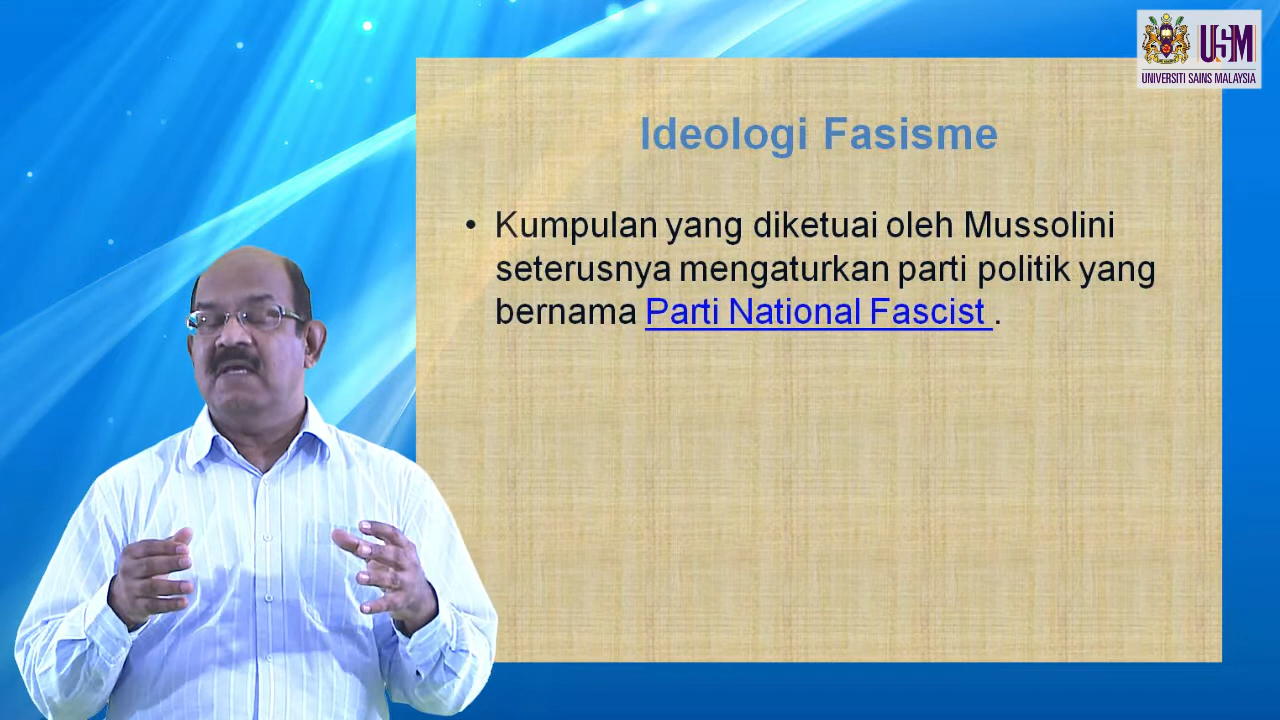 USM
UNIVERSITI SAINS MALAYSIA
Ideologi Fasisme
• Kumpulan yang diketuai oleh Mussolini
seterusnya mengaturkan parti politik yang
bernama Parti National Fascist .